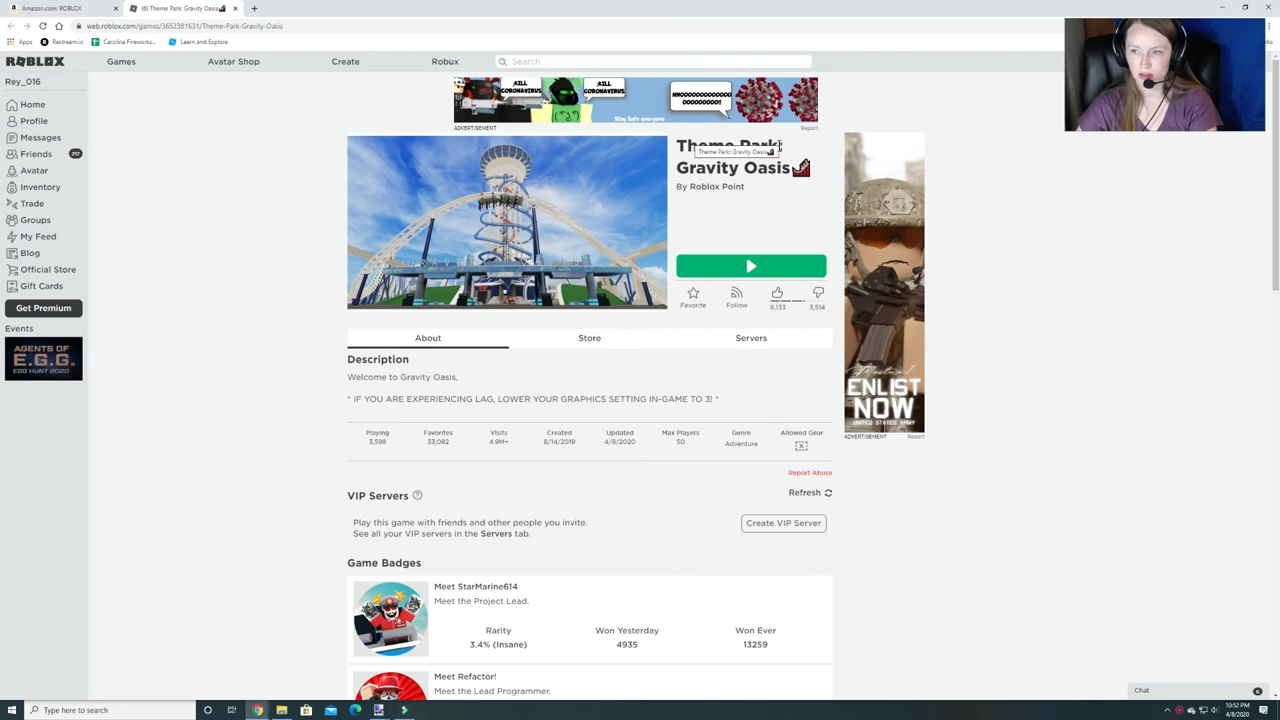 Amazon.com: ROBLOX
(6) Theme Park: Gravity Oasis
web.roblox.com/games/3652381631/Theme-Park-Gravity-Oasis
Apps
Restream.io
Carolina Fireworks...
Learn and Explore
ROBLOX
Games
Avatar Shop
Create
Robux
Search
Rey_016
Home
Profile
Messages
Friends
Avatar
Inventory
Trade
Groups
My Feed
Blog
Official Store
Gift Cards
Get Premium
Events
AGENTS OF
E.G.G.
EGG HUNT 2020
;KILL
CORONAVIRUS
;KILL
CORONAVIRUS
Stay Safe everyone
ADVERTISEMENT
Report
Theme Park:
Theme Park: Gravity Oasis
Gravity Oasis
By Roblox Point
Favorite
Follow
6,133
3,514
About
Store
Servers
Description
Welcome to Gravity Oasis,
* IF YOU ARE EXPERIENCING LAG, LOWER YOUR GRAPHICS SETTING IN-GAME TO 3! *
Playing Favorites Visits Created Updated Max Players Genre Allowed Gear
3,598 33,082 4.9M+ 8/14/2019 4/8/2020 50 Adventure
Report Abuse
VIP Servers
Refresh
Play this game with friends and other people you invite.
See all your VIP servers in the Servers tab.
Create VIP Server
Game Badges
Meet StarMarine614
Meet the Project Lead.
Rarity Won Yesterday Won Ever
3.4% (Insane) 4935 13259
Meet Refactor!
Meet the Lead Programmer.
ENLIST
NOW
UNITED STATES ARMY
ADVERTISEMENT
Report
Chat
6
Type here to search
10:52 PM
4/8/2020